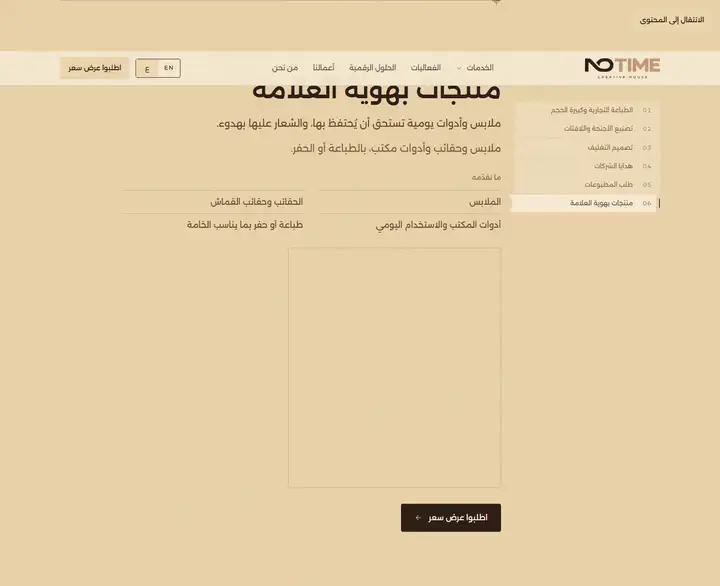 الانتقال إلى المحتوى
NOTIME
CREATIVE HOUSE
الخدمات
الفعاليات
الحلول الرقمية
أعمالنا
من نحن
EN
ع
اطلبوا عرض سعر
01 الطباعة التجارية وكبيرة الحجم
02 تصنيع الأجنحة واللافتات
03 تصميم التغليف
04 هدايا الشركات
05 طلب المطبوعات
06 منتجات بهوية العلامة
منتجات بهوية العلامة
ملابس وأدوات يومية تستحق أن يُحتفظ بها، والشعار عليها بهدوء.
ملابس وحقائب وأدوات مكتب، بالطباعة أو الحفر.
ما نقدّمه
الملابس
الحقائب وحقائب القماش
أدوات المكتب والاستخدام اليومي
طباعة أو حفر بما يناسب الخامة
اطلبوا عرض سعر ←